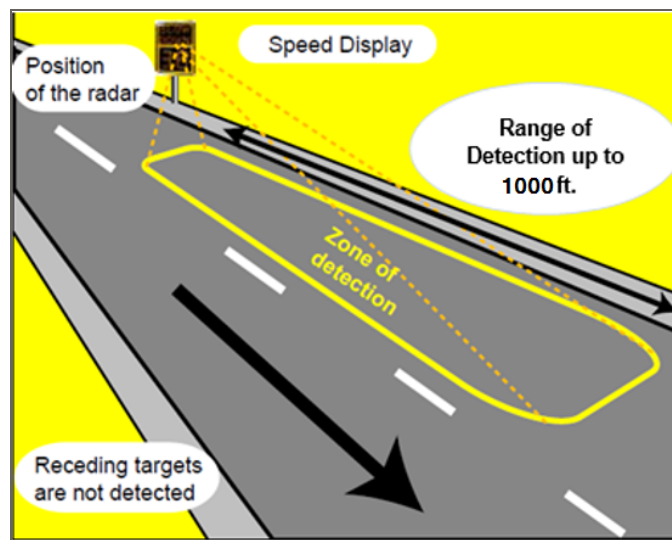 Speed Display
Position
of the radar
Range of
Detection up to
1000 ft.
Zone of
detection
Receding targets
are not detected